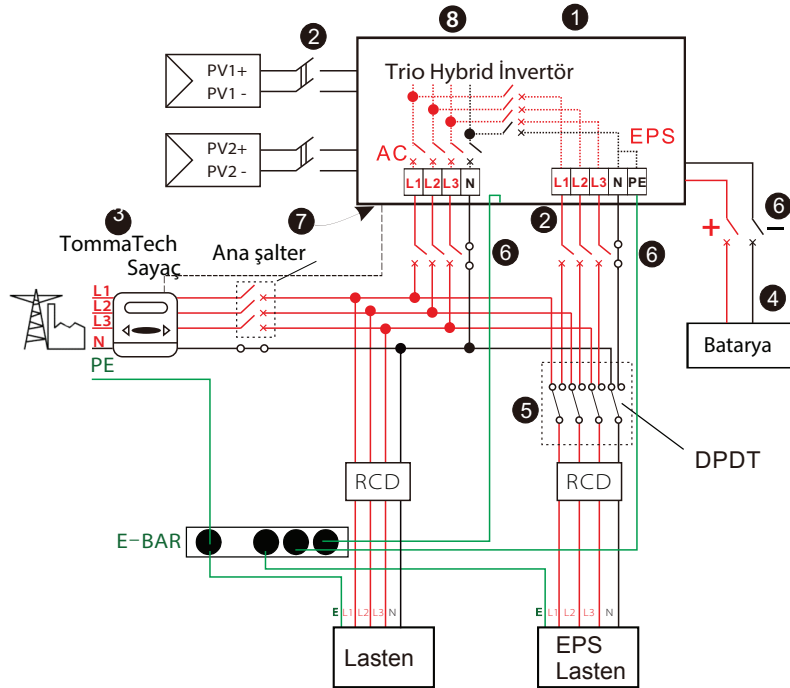 8
1
2
PV1+
PV1 -
Trio Hybrid İnvertör
PV2+
PV2 -
AC
EPS
L1 L2 L3 N
L1 L2 L3 N PE
3
7
2
6
6
6
+
−
TommaTech
Sayaç
Ana şalter
4
L1
L2
L3
N
PE
Batarya
5
DPDT
RCD
RCD
E-BAR
E L1 L2 L3 N
E L1 L2 L3 N
Lasten
EPS
Lasten